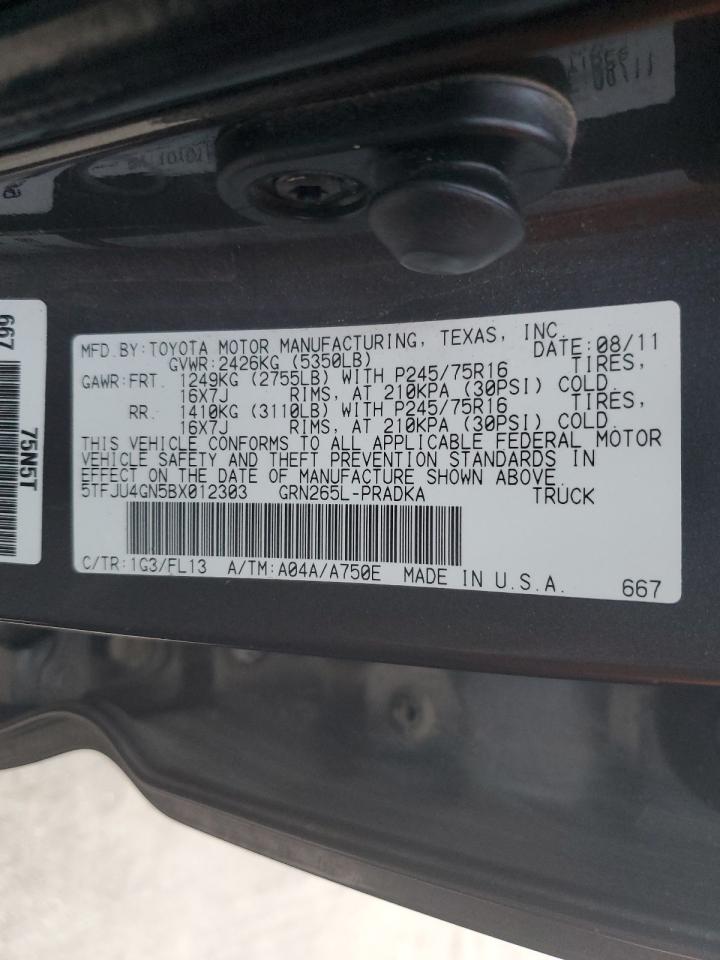 MFD.BY:TOYOTA MOTOR MANUFACTURING, TEXAS, INC.
GVWR:2426KG (5350LB) DATE:08/11
GAWR:FRT. 1249KG (2755LB) WITH P245/75R16 TIRES,
16X7J RIMS, AT 210KPA (30PSI) COLD.
RR. 1410KG (3110LB) WITH P245/75R16 TIRES,
16X7J RIMS, AT 210KPA (30PSI) COLD.
THIS VEHICLE CONFORMS TO ALL APPLICABLE FEDERAL MOTOR
VEHICLE SAFETY AND THEFT PREVENTION STANDARDS IN
EFFECT ON THE DATE OF MANUFACTURE SHOWN ABOVE.
5TFJU4GN5BX012303 GRN265L-PRADKA TRUCK
C/TR:1G3/FL13 A/TM:A04A/A750E MADE IN U.S.A. 667
667
75N5T